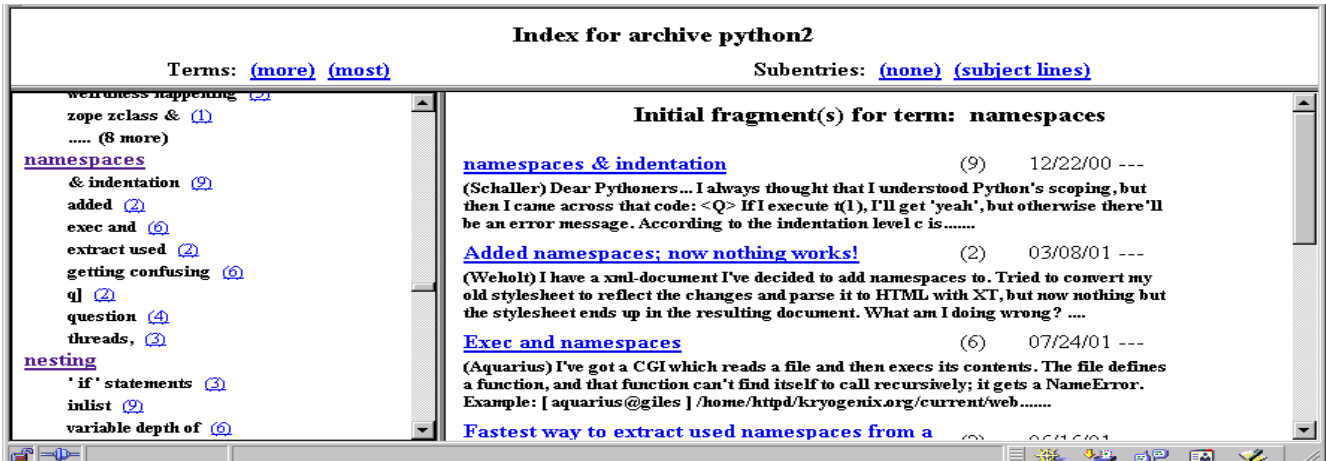 Index for archive python2
Terms: (more) (most)
Subentries: (none) (subject lines)
weirdness happening (5)
zope zclass & (1)
..... (8 more)
namespaces
& indentation (9)
added (2)
exec and (6)
extract used (2)
getting confusing (6)
q] (2)
question (4)
threads, (3)
nesting
' if ' statements (3)
inlist (9)
variable depth of (6)
Initial fragment(s) for term: namespaces
namespaces & indentation (9) 12/22/00 ---
(Schaller) Dear Pythoners... I always thought that I understood Python's scoping, but
then I came across that code: <Q> If I execute t(1), I'll get 'yeah', but otherwise there'll
be an error message. According to the indentation level c is.......
Added namespaces; now nothing works! (2) 03/08/01 ---
(Weholt) I have a xml-document I've decided to add namespaces to. Tried to convert my
old stylesheet to reflect the changes and parse it to HTML with XT, but now nothing but
the stylesheet ends up in the resulting document. What am I doing wrong? ....
Exec and namespaces (6) 07/24/01 ---
(Aquarius) I've got a CGI which reads a file and then execs its contents. The file defines
a function, and that function can't find itself to call recursively; it gets a NameError.
Example: [ aquarius@giles ] /home/httpd/kryogenix.org/current/web.......
Fastest way to extract used namespaces from a